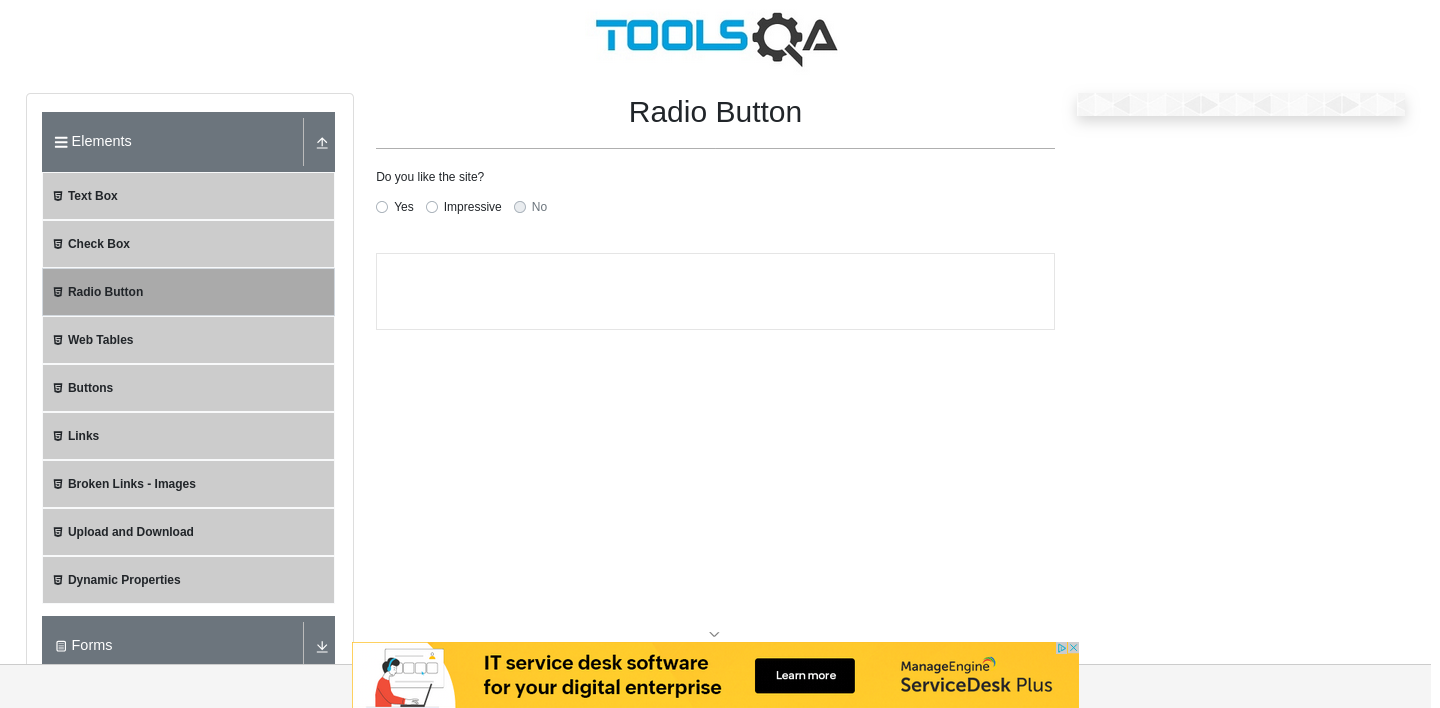 TOOLSQA
Elements
Text Box
Check Box
Radio Button
Web Tables
Buttons
Links
Broken Links - Images
Upload and Download
Dynamic Properties
Forms
Radio Button
Do you like the site?
Yes Impressive No
IT service desk software
for your digital enterprise
Learn more
ManageEngine
ServiceDesk Plus